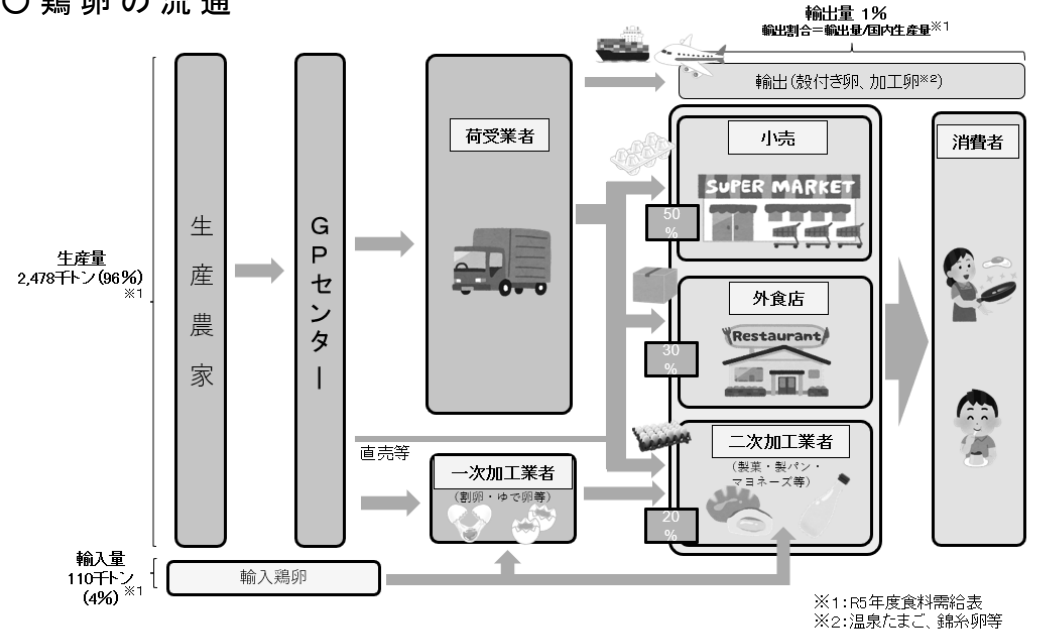 〇 鶏 卵 の 流 通
輸出量 1%
輸出割合＝輸出量/国内生産量※1
輸出(殻付き卵、加工卵※2)
生産量
2,478千トン(96%)
※1
生産農家
GPセンター
荷受業者
小売
SUPER MARKET
50
%
外食店
Restaurant
30
%
二次加工業者
(製菓・製パン・
マヨネーズ等)
20
%
消費者
直売等
一次加工業者
(割卵・ゆで卵等)
輸入量
110千トン
(4%) ※1
輸入鶏卵
※1:R5年度食料需給表
※2:温泉たまご、錦糸卵等